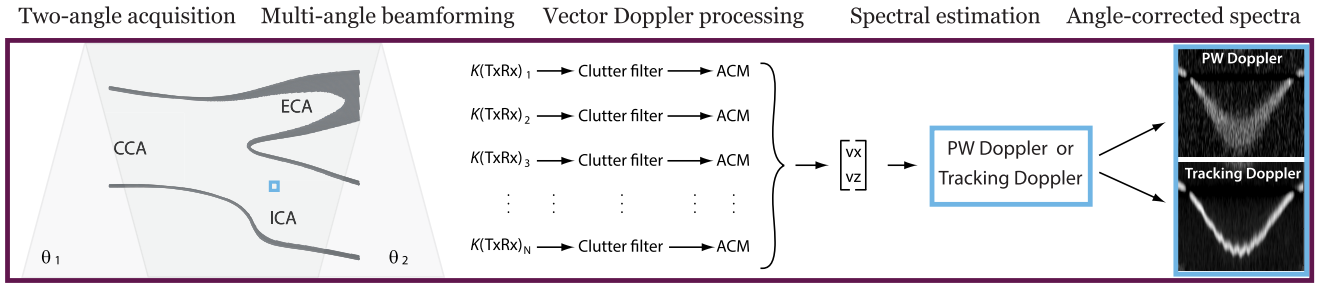 Two-angle acquisition Multi-angle beamforming Vector Doppler processing Spectral estimation Angle-corrected spectra
ECA
CCA
ICA
θ 1
θ 2
K(TxRx) 1 Clutter filter ACM
K(TxRx)2 Clutter filter ACM
K(TxRx)3 Clutter filter ACM
K(TxRx)N Clutter filter ACM
vx
vz
PW Doppler or
Tracking Doppler
PW Doppler
Tracking Doppler